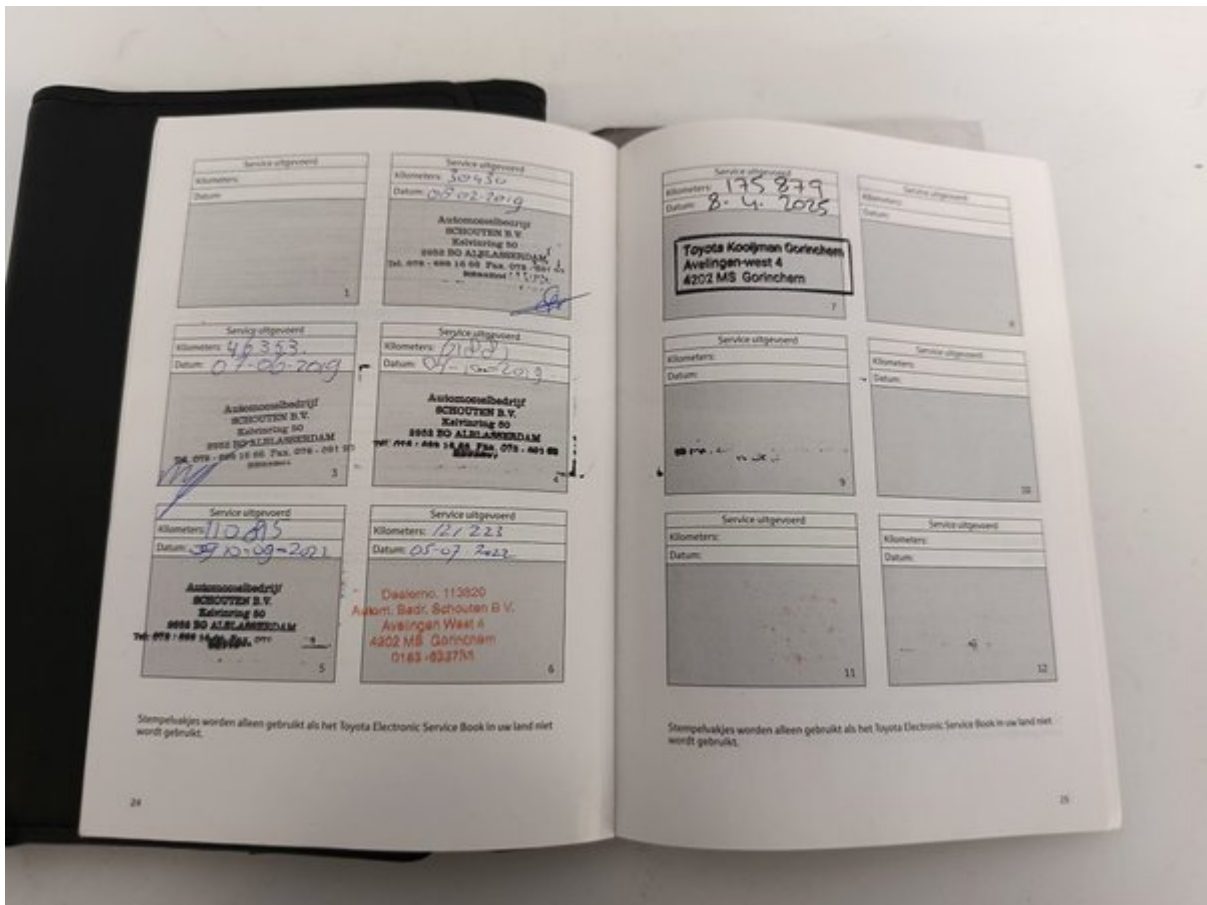 Service uitgevoerd
Kilometers:
Datum:
1
Service uitgevoerd
Kilometers: 30430
Datum: 08-02-2019
Automobielbedrijf
SCHOUTEN B.V.
Kelvinring 50
2952 BG ALBLASSERDAM
Service uitgevoerd
Kilometers: 46353.
Datum: 07-06-2019
Automobielbedrijf
SCHOUTEN B.V.
Kelvinring 50
2952 BG ALBLASSERDAM
3
Service uitgevoerd
Kilometers:
Datum:
Automobielbedrijf
SCHOUTEN B.V.
Kelvinring 50
2952 BG ALBLASSERDAM
4
Service uitgevoerd
Kilometers:
Datum: 10-09-2021
Automobielbedrijf
SCHOUTEN B.V.
Kelvinring 50
2952 BG ALBLASSERDAM
5
Service uitgevoerd
Kilometers: 121223
Datum: 05-07 2022
Dealerno. 113820
Autom. Bedr. Schouten B V.
Avelingen West 4
4202 MS Gorinchem
6
Stempelvakjes worden alleen gebruikt als het Toyota Electronic Service Book in uw land niet
wordt gebruikt.
24
Service uitgevoerd
Kilometers: 175 879
Datum: 8. 4. 2025
Toyota Kooijman Gorinchem
Avelingen-west 4
4202 MS Gorinchem
7
Service uitgevoerd
Kilometers:
Datum:
8
Service uitgevoerd
Kilometers:
Datum:
9
Service uitgevoerd
Kilometers:
Datum:
10
Service uitgevoerd
Kilometers:
Datum:
11
Service uitgevoerd
Kilometers:
Datum:
12
Stempelvakjes worden alleen gebruikt als het Toyota Electronic Service Book in uw land niet
wordt gebruikt.
25